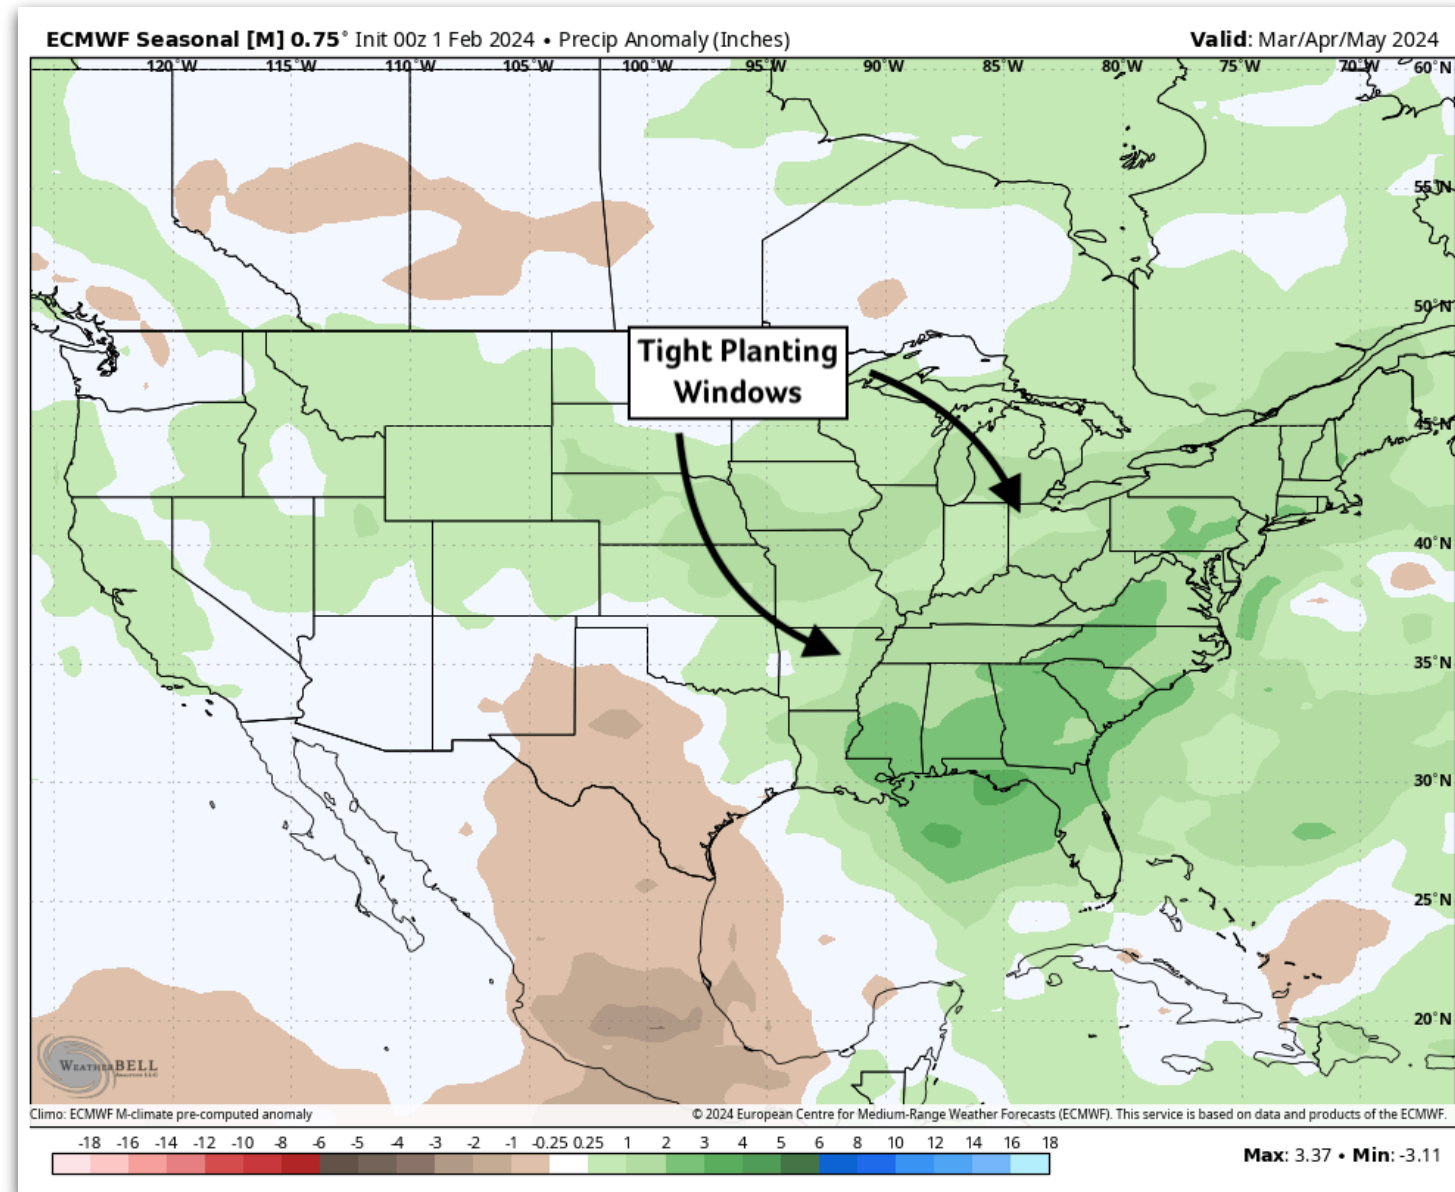 ECMWF Seasonal [M] 0.75° Init 00z 1 Feb 2024 • Precip Anomaly (Inches)
Valid: Mar/Apr/May 2024
120°W 115°W 110°W 105°W 100°W 95°W 90°W 85°W 80°W 75°W 70°W 60°N
55°N
50°N
Tight Planting
Windows
45°N
40°N
35°N
30°N
25°N
20°N
WEATHERBELL
Climo: ECMWF M-climate pre-computed anomaly
© 2024 European Centre for Medium-Range Weather Forecasts (ECMWF). This service is based on data and products of the ECMWF.
-18 -16 -14 -12 -10 -8 -6 -5 -4 -3 -2 -1 -0.25 0.25 1 2 3 4 5 6 8 10 12 14 16 18
Max: 3.37 • Min: -3.11